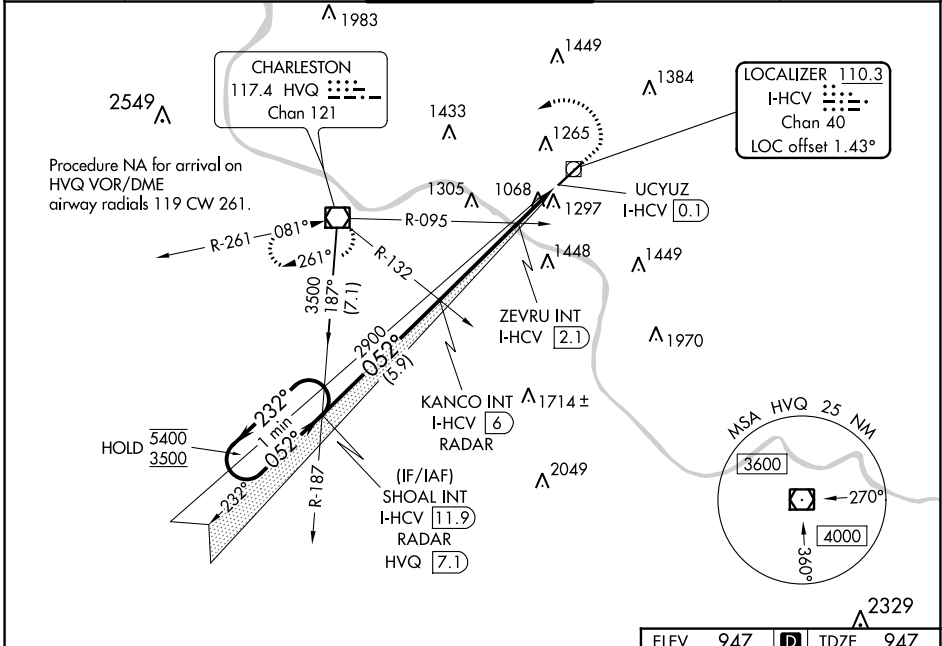 1983
1449
CHARLESTON
117.4 HVQ
Chan 121
1384
LOCALIZER 110.3
I-HCV
Chan 40
LOC offset 1.43°
2549
1433
1265
Procedure NA for arrival on
HVQ VOR/DME
airway radials 119 CW 261.
1305
1068
1297
UCYUZ
I-HCV 0.1
R-095
R-261
081°
261°
R-132
1448
1449
3500
187°
(7.1)
ZEVRU INT
I-HCV 2.1
1970
2900
052°
(5.9)
KANCO INT
I-HCV 6
RADAR
1714 ±
232°
1 min
052°
HOLD 5400
3500
MSA HVQ 25 NM
3600
270°
4000
360°
232°
R-187
(IF/IAF)
SHOAL INT
I-HCV 11.9
RADAR
HVQ 7.1
2049
2329
ELEV 947 D TDZE 947